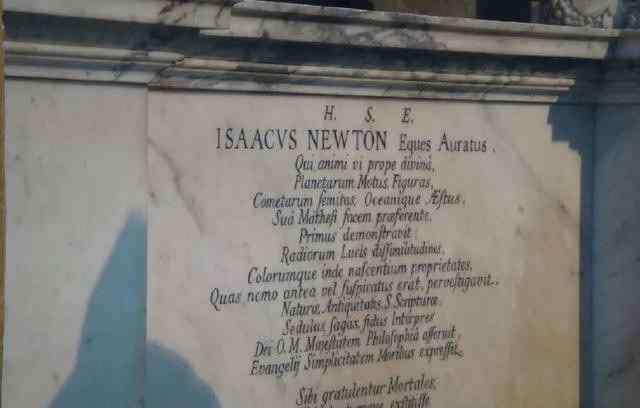 H. S. E.
ISAACVS NEWTON Eques Auratus.
Qui animi vi prope divinâ,
Planetarum Motus, Figuras,
Cometarum semitas, Oceanique Æstus,
Suâ Mathesi facem præferente,
Primus demonstravit:
Radiorum Lucis dissimilitudines,
Colorumque inde nascentium proprietates,
Quas nemo antea vel suspicatus erat, pervestigavit.
Naturæ, Antiquitatis, S. Scripturæ,
Sedulus, sagax, fidus Interpres
Dei O. M. Majestatem Philosophiâ asseruit,
Evangelij Simplicitatem Moribus expressit.
Sibi gratulentur Mortales,